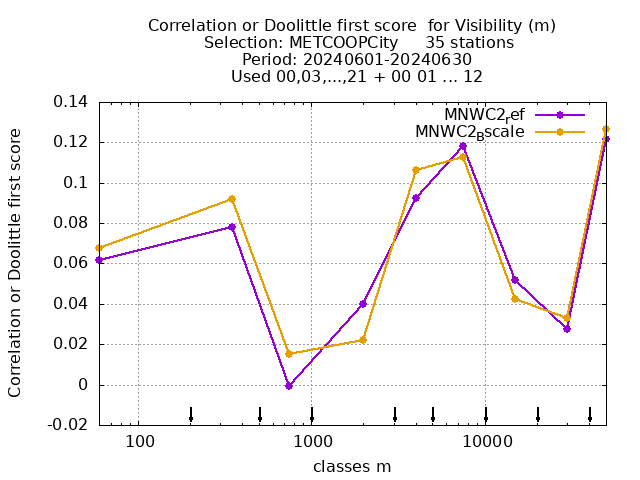 Correlation or Doolittle first score  for Visibility (m)
Selection: METCOOPCity     35 stations
Period: 20240601-20240630
Used 00,03,...,21 + 00 01 ... 12
MNWC2ref
MNWC2Bscale
Correlation or Doolittle first score
0.14
0.12
0.1
0.08
0.06
0.04
0.02
0
-0.02
100 1000 10000
classes m